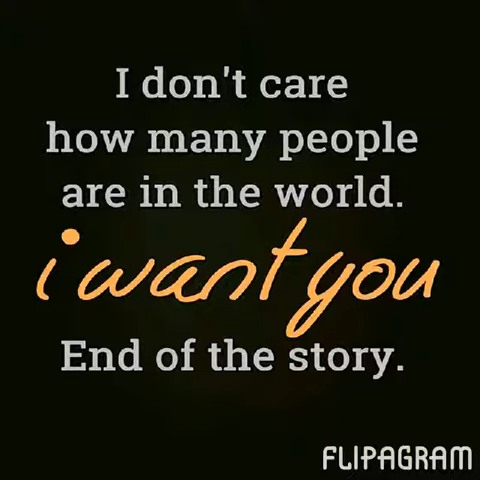 I don't care
how many people
are in the world.
i want you
End of the story.
FLIPAGRAM